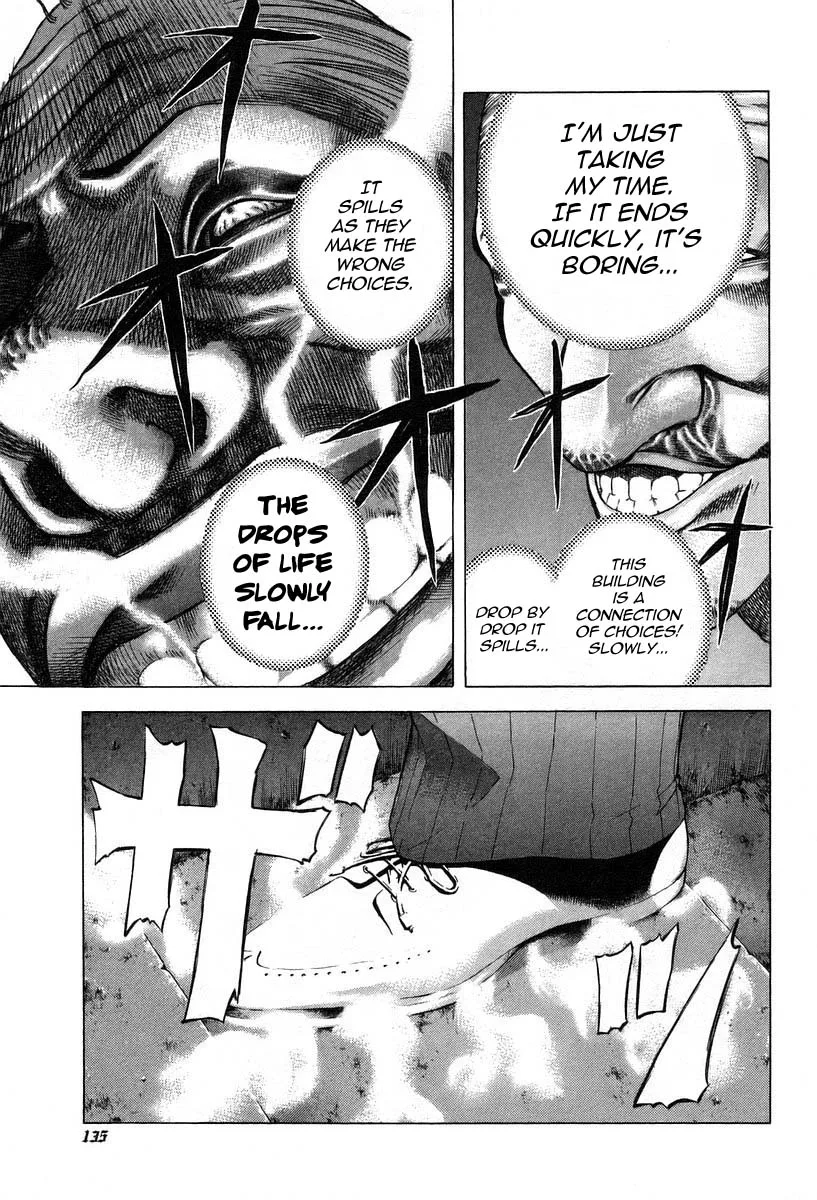 I'M JUST
TAKING
MY TIME.
IF IT ENDS
QUICKLY, IT'S
BORING...
THIS
BUILDING
IS A
CONNECTION
OF CHOICES!
SLOWLY...
DROP BY
DROP IT
SPILLS...
IT
SPILLS
AS THEY
MAKE THE
WRONG
CHOICES.
THE
DROPS
OF LIFE
SLOWLY
FALL...
ザッ
135